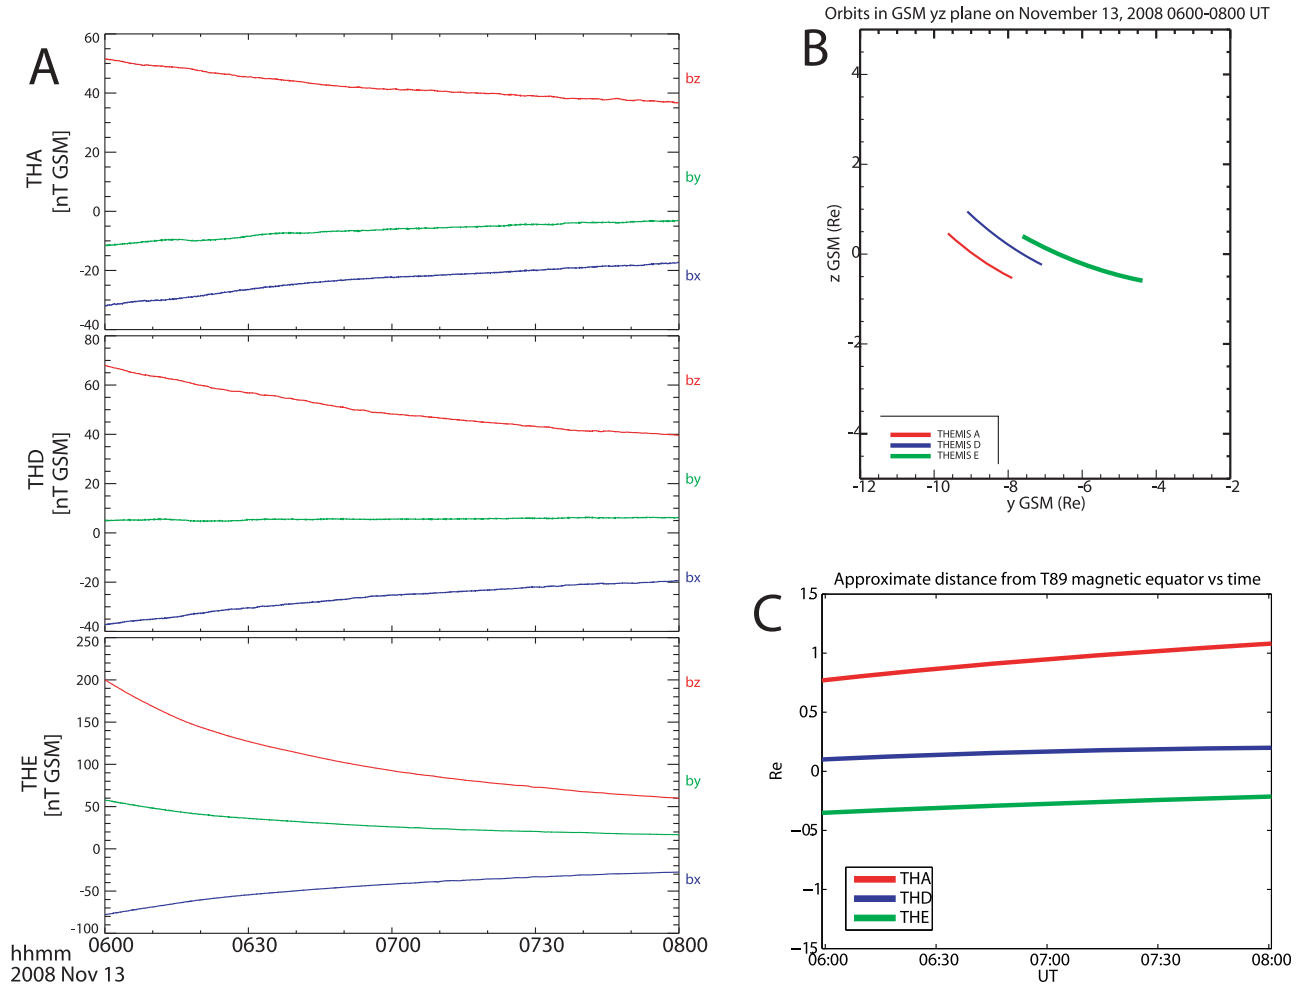 A
THA
[nT GSM]
60
40
20
0
-20
-40
bz
by
bx
THD
[nT GSM]
80
60
40
20
0
-20
-40
bz
by
bx
THE
[nT GSM]
250
200
150
100
50
0
-50
-100
bz
by
bx
0600 0630 0700 0730 0800
hhmm
2008 Nov 13
Orbits in GSM yz plane on November 13, 2008 0600-0800 UT
B
z GSM (Re)
4
2
0
-2
-4
THEMIS A
THEMIS D
THEMIS E
-12 -10 -8 -6 -4 -2
y GSM (Re)
Approximate distance from T89 magnetic equator vs time
C
Re
15
1
05
0
-05
-1
-15
THA
THD
THE
06:00 06:30 07:00 07:30 08:00
UT